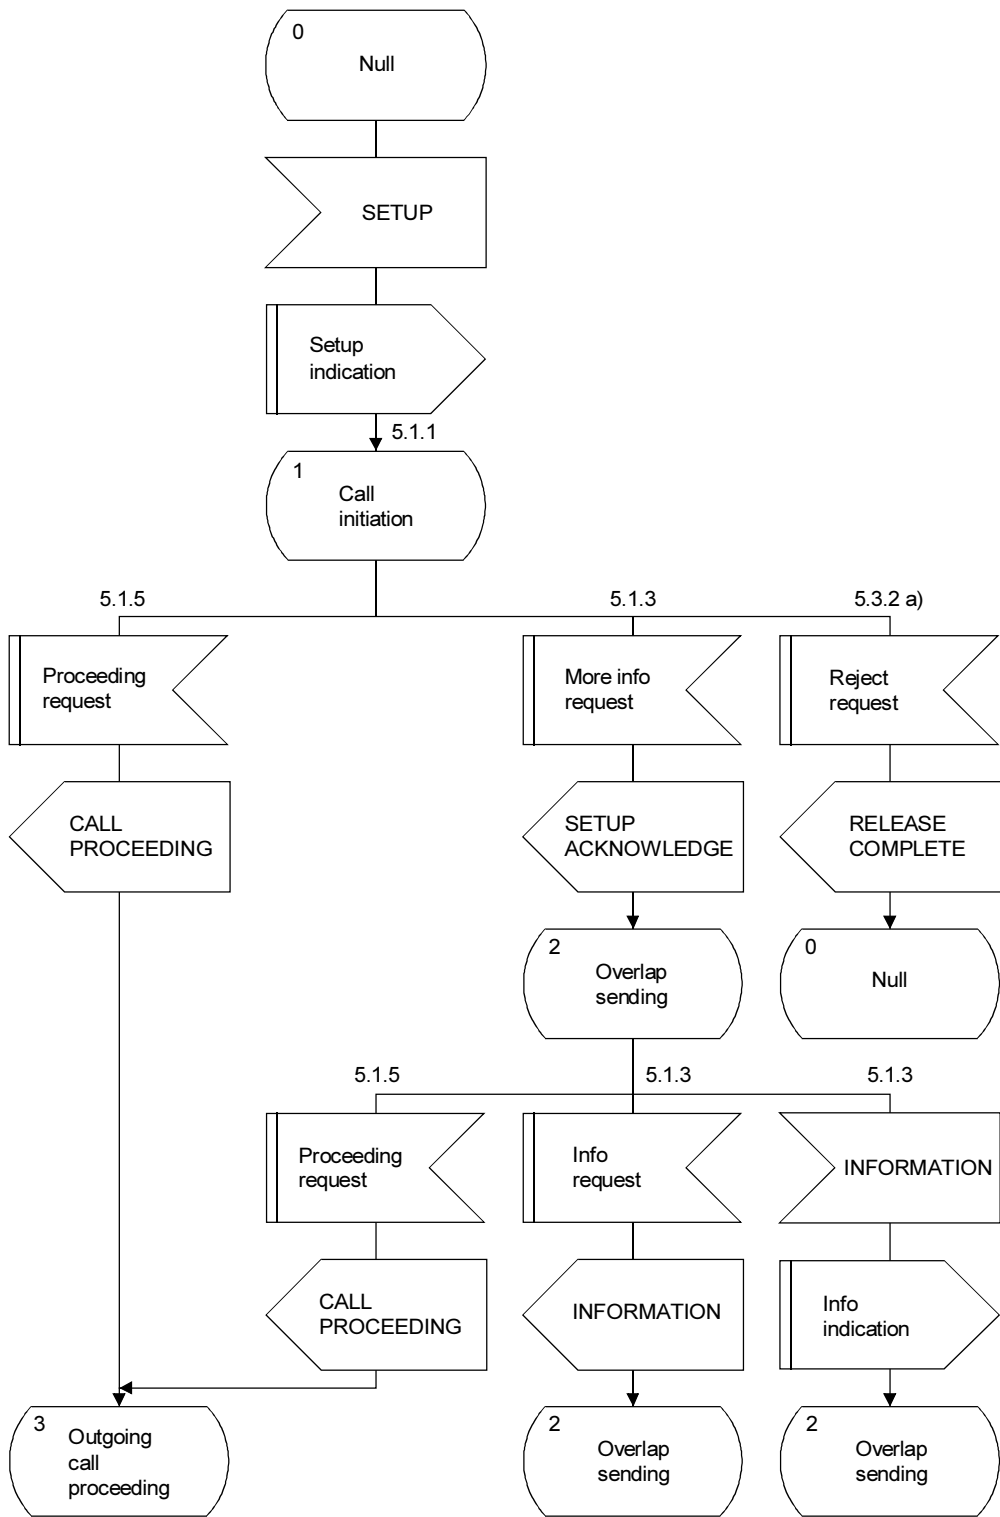 0
Null
SETUP
Setup
indication
5.1.1
1
Call
initiation
5.1.5
5.1.3
5.3.2 a)
Proceeding
request
More info
request
Reject
request
CALL
PROCEEDING
SETUP
ACKNOWLEDGE
RELEASE
COMPLETE
2
Overlap
sending
0
Null
5.1.5
5.1.3
5.1.3
Proceeding
request
Info
request
INFORMATION
CALL
PROCEEDING
INFORMATION
Info
indication
3
Outgoing
call
proceeding
2
Overlap
sending
2
Overlap
sending